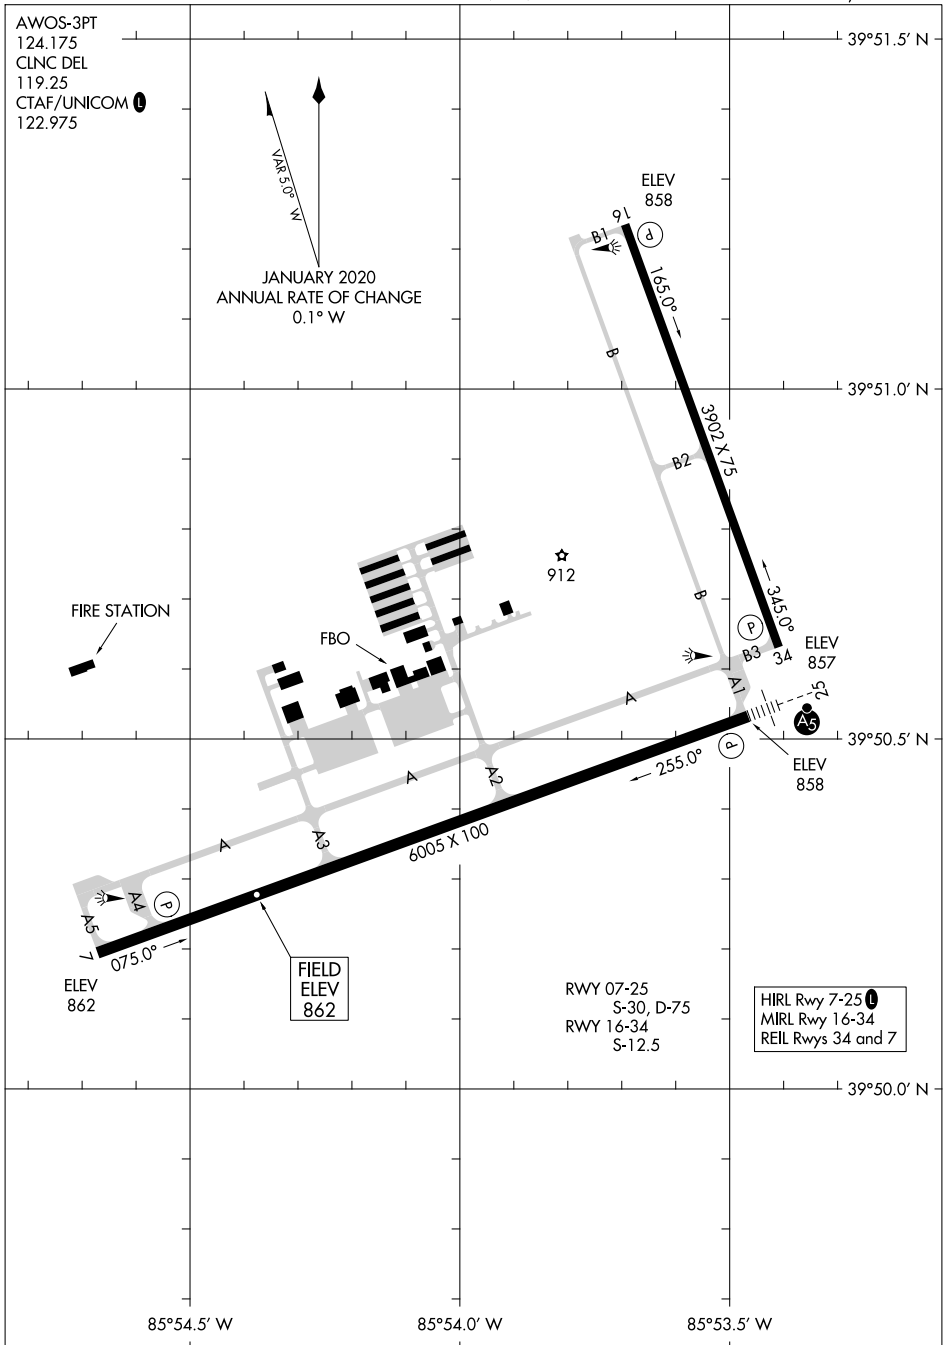 AWOS-3PT
124.175
CLNC DEL
119.25
CTAF/UNICOM L
122.975
39°51.5' N
VAR 5.0° W
JANUARY 2020
ANNUAL RATE OF CHANGE
0.1° W
ELEV
858
16
P
B1
165.0°
B
39°51.0' N
3902 X 75
B2
912
FIRE STATION
FBO
B
345.0°
P
B3
34
ELEV
857
A
A1
25
A5
39°50.5' N
P
ELEV
858
255.0°
A
A2
6005 X 100
A3
A
A4
P
A5
7
075.0°
ELEV
862
FIELD
ELEV
862
RWY 07-25
S-30, D-75
RWY 16-34
S-12.5
HIRL Rwy 7-25 L
MIRL Rwy 16-34
REIL Rwys 34 and 7
39°50.0' N
85°54.5' W
85°54.0' W
85°53.5' W